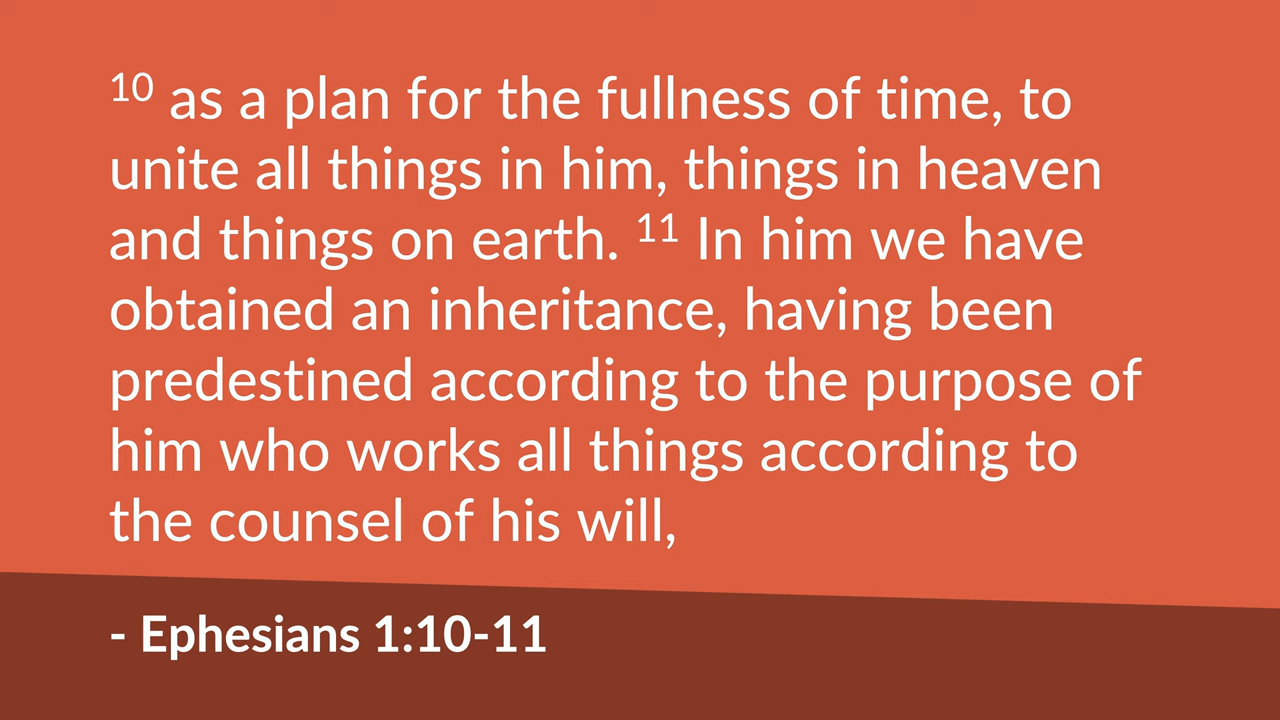 10 as a plan for the fullness of time, to
unite all things in him, things in heaven
and things on earth. 11 In him we have
obtained an inheritance, having been
predestined according to the purpose of
him who works all things according to
the counsel of his will,
- Ephesians 1:10-11